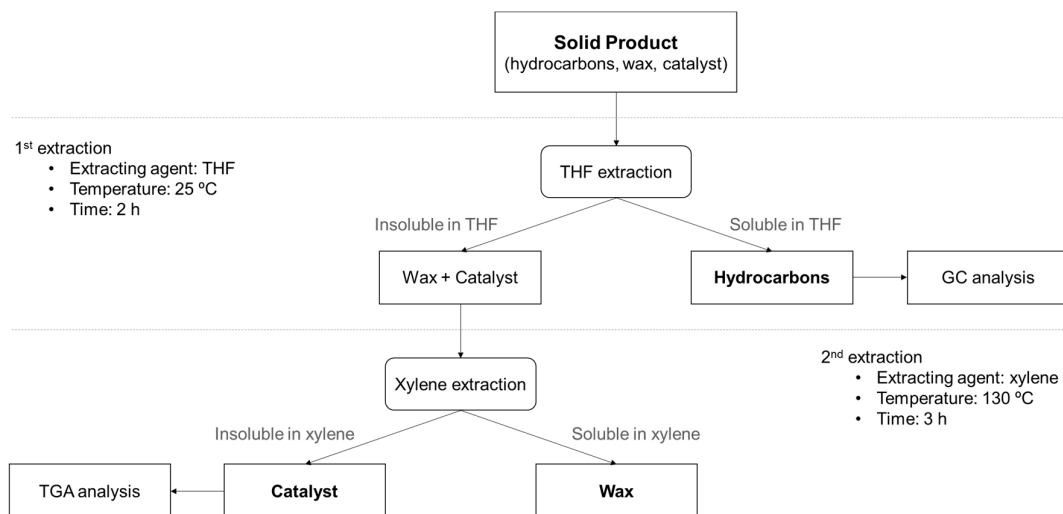 Solid Product
(hydrocarbons, wax, catalyst)
1st extraction
• Extracting agent: THF
• Temperature: 25 ºC
• Time: 2 h
THF extraction
Insoluble in THF
Soluble in THF
Wax + Catalyst
Hydrocarbons
GC analysis
2nd extraction
• Extracting agent: xylene
• Temperature: 130 ºC
• Time: 3 h
Xylene extraction
Insoluble in xylene
Soluble in xylene
TGA analysis
Catalyst
Wax